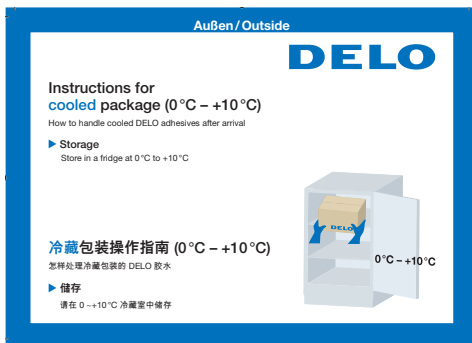 Außen / Outside
DELO
Instructions for
cooled package (0 °C – +10 °C)
How to handle cooled DELO adhesives after arrival
▶ Storage
Store in a fridge at 0 °C to +10 °C
DELO
0 °C – +10 °C
冷藏包装操作指南 (0 °C – +10 °C)
怎样处理冷藏包装的 DELO 胶水
▶ 储存
请在 0 –+10 °C 冷藏室中储存